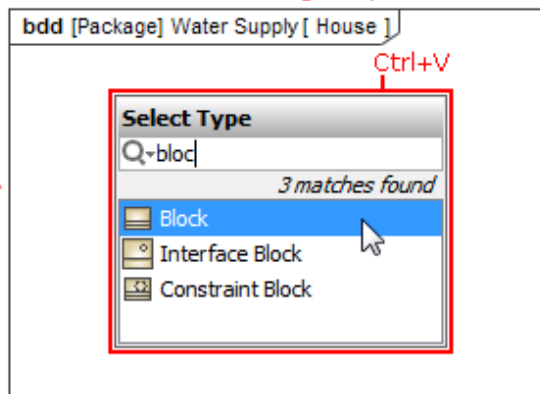 bdd [Package] Water Supply [ House ]
Ctrl+V
Select Type
bloc
3 matches found
Block
Interface Block
Constraint Block